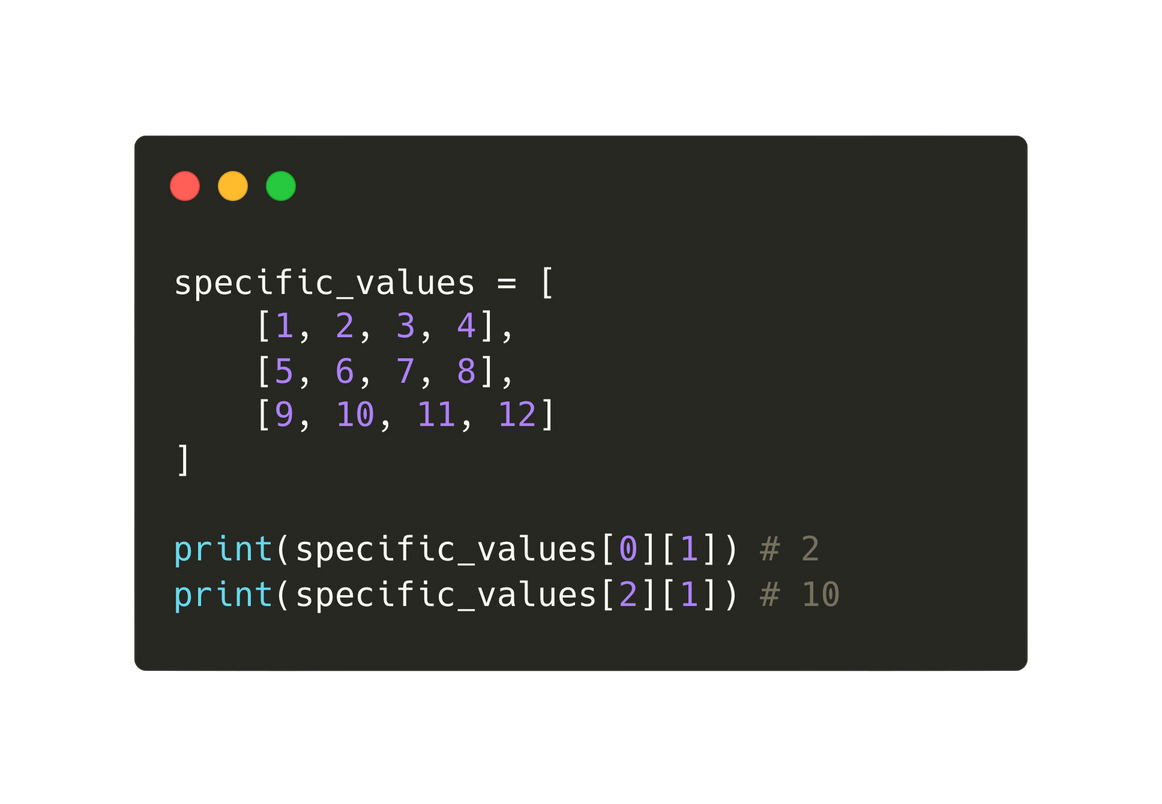 specific_values = [
    [1, 2, 3, 4],
    [5, 6, 7, 8],
    [9, 10, 11, 12]
]
print(specific_values[0][1]) # 2
print(specific_values[2][1]) # 10